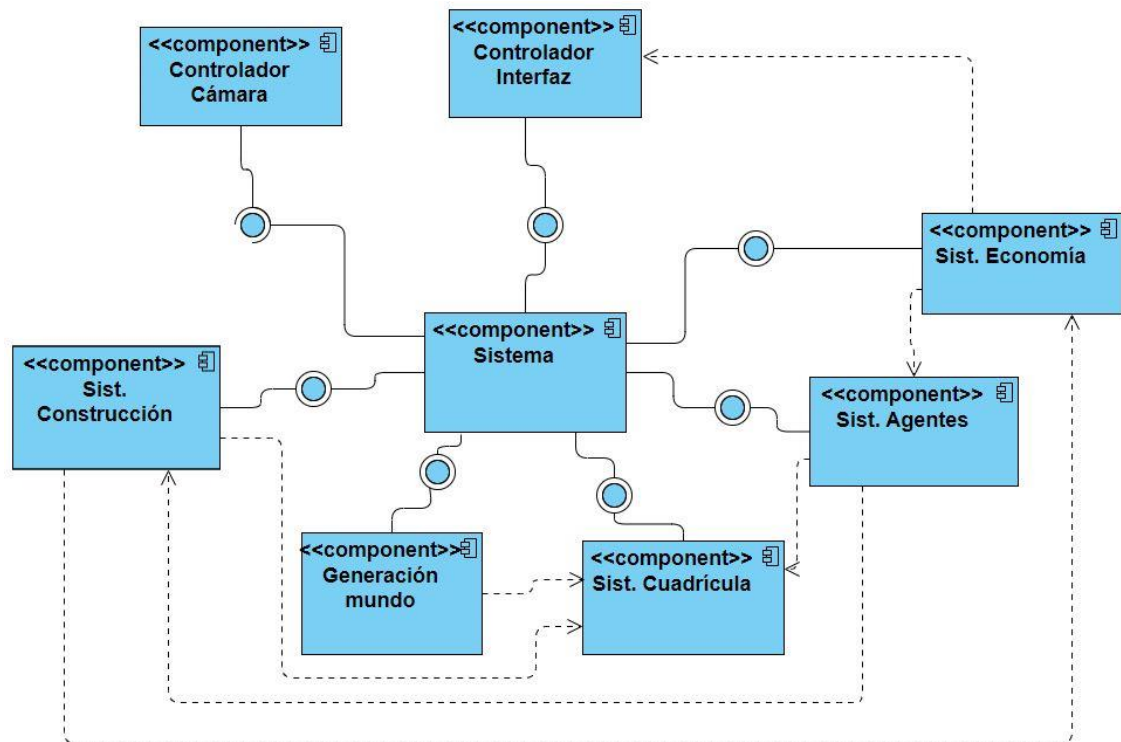 <<component>>
Controlador
Cámara
<<component>>
Controlador
Interfaz
<<component>>
Sist. Economía
<<component>>
Sistema
<<component>>
Sist.
Construcción
<<component>>
Sist. Agentes
<<component>>
Generación
mundo
<<component>>
Sist. Cuadrícula